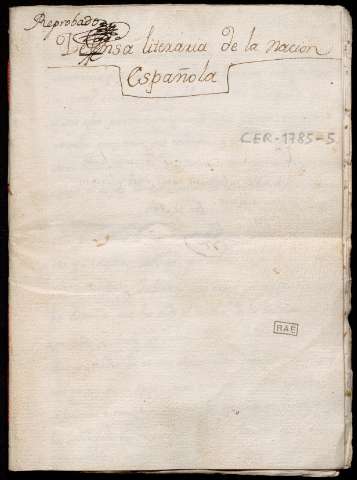 Reprobado
Defensa literaria de la nacion
Española
CER-1785-5
RAE